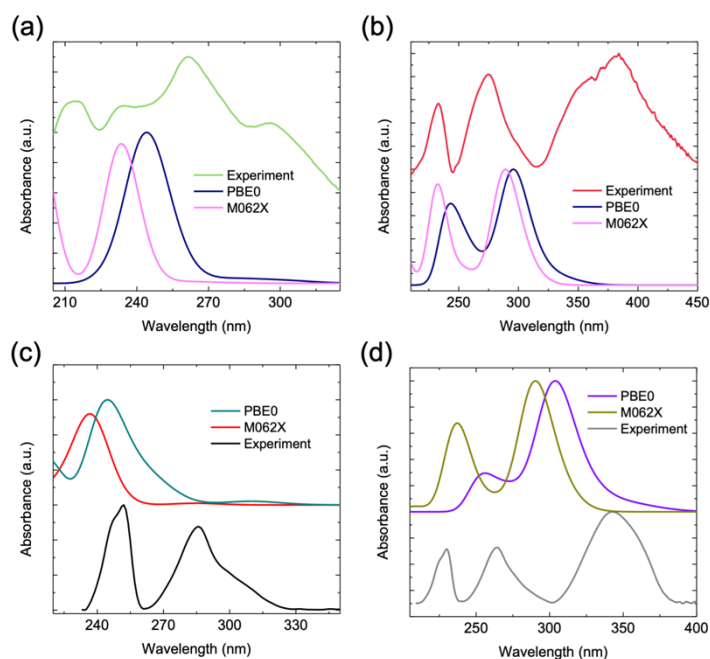 (a)
Absorbance (a.u.)
Experiment
PBE0
M062X
210 240 270 300
Wavelength (nm)
(b)
Absorbance (a.u.)
Experiment
PBE0
M062X
250 300 350 400 450
Wavelength (nm)
(c)
Absorbance (a.u.)
PBE0
M062X
Experiment
240 270 300 330
Wavelength (nm)
(d)
Absorbance (a.u.)
PBE0
M062X
Experiment
250 300 350 400
Wavelength (nm)